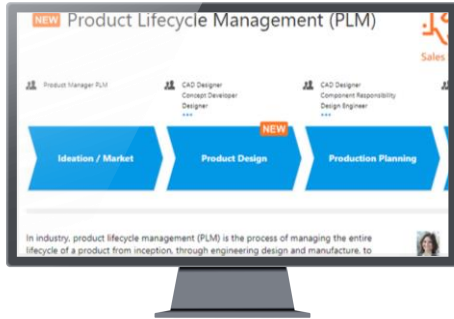 NEW Product Lifecycle Management (PLM)
Sales
Product Manager PLM
CAD Designer
Concept Developer
Designer
...
CAD Designer
Component Responsibility
Design Engineer
...
NEW
Ideation / Market
Product Design
Production Planning
In industry, product lifecycle management (PLM) is the process of managing the entire
lifecycle of a product from inception, through engineering design and manufacture, to